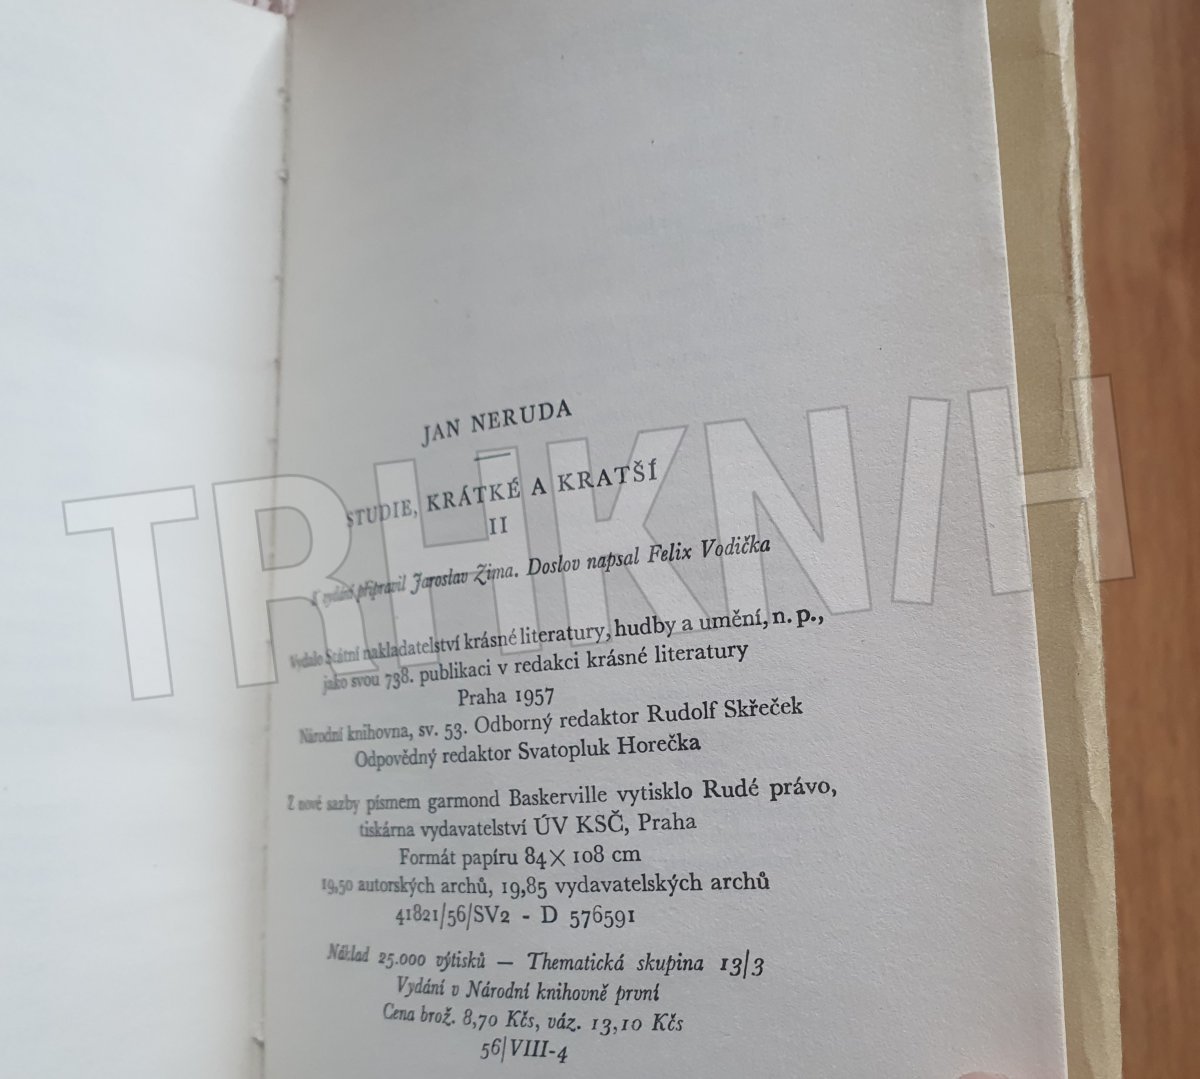 JAN NERUDA
STUDIE, KRÁTKÉ A KRATŠÍ
II
K vydání připravil Jaroslav Zima. Doslov napsal Felix Vodička
Vydalo Státní nakladatelství krásné literatury, hudby a umění, n. p.,
jako svou 738. publikaci v redakci krásné literatury
Praha 1957
Národní knihovna, sv. 53. Odborný redaktor Rudolf Skřeček
Odpovědný redaktor Svatopluk Horečka
Z nové sazby písmem garmond Baskerville vytisklo Rudé právo,
tiskárna vydavatelství ÚV KSČ, Praha
Formát papíru 84 × 108 cm
19,50 autorských archů, 19,85 vydavatelských archů
41821/56/SV2 - D 576591
Náklad 25.000 výtisků — Thematická skupina 13/3
Vydání v Národní knihovně první
Cena brož. 8,70 Kčs, váz. 13,10 Kčs
56/VIII-4
TRHKN/H